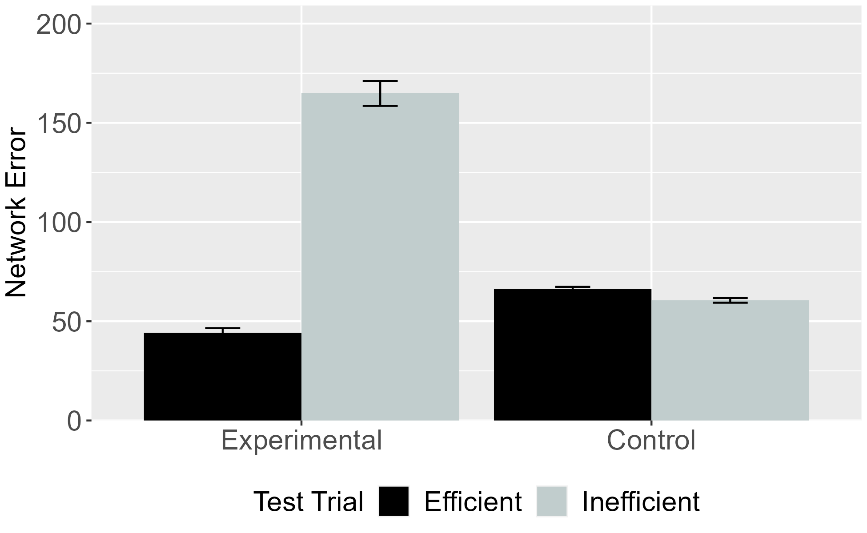 200
150
100
50
0
Network Error
Experimental Control
Test Trial Efficient Inefficient